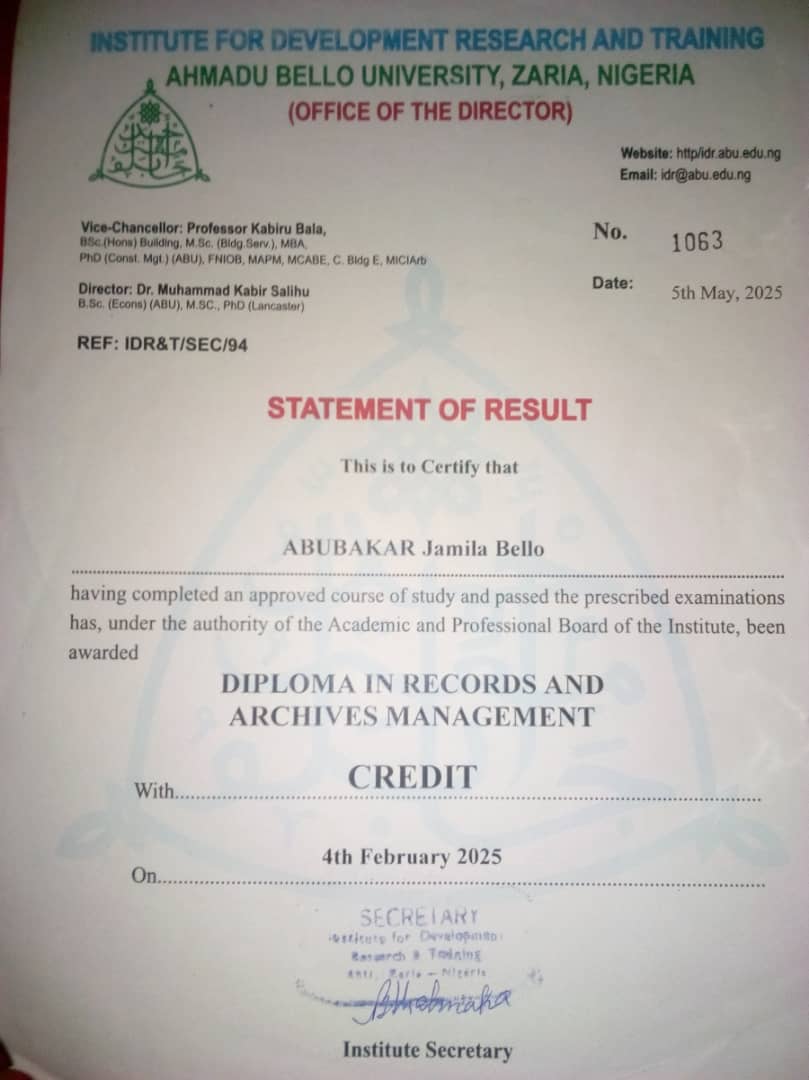 INSTITUTE FOR DEVELOPMENT RESEARCH AND TRAINING
AHMADU BELLO UNIVERSITY, ZARIA, NIGERIA
(OFFICE OF THE DIRECTOR)
Website: http/idr.abu.edu.ng
Email: idr@abu.edu.ng
Vice-Chancellor: Professor Kabiru Bala,
BSc.(Hons) Building, M.Sc. (Bldg.Serv.), MBA,
PhD (Const. Mgt.) (ABU), FNIOB, MAPM, MCABE, C. Bldg E, MICIArb
No. 1063
Director: Dr. Muhammad Kabir Salihu
B.Sc. (Econs) (ABU), M.SC., PhD (Lancaster)
Date: 5th May, 2025
REF: IDR&T/SEC/94
STATEMENT OF RESULT
This is to Certify that
ABUBAKAR Jamila Bello
having completed an approved course of study and passed the prescribed examinations
has, under the authority of the Academic and Professional Board of the Institute, been
awarded
DIPLOMA IN RECORDS AND
ARCHIVES MANAGEMENT
With CREDIT
On 4th February 2025
SECRETARY
for Development
Research & Training
Zaria - Nigeria
Institute Secretary